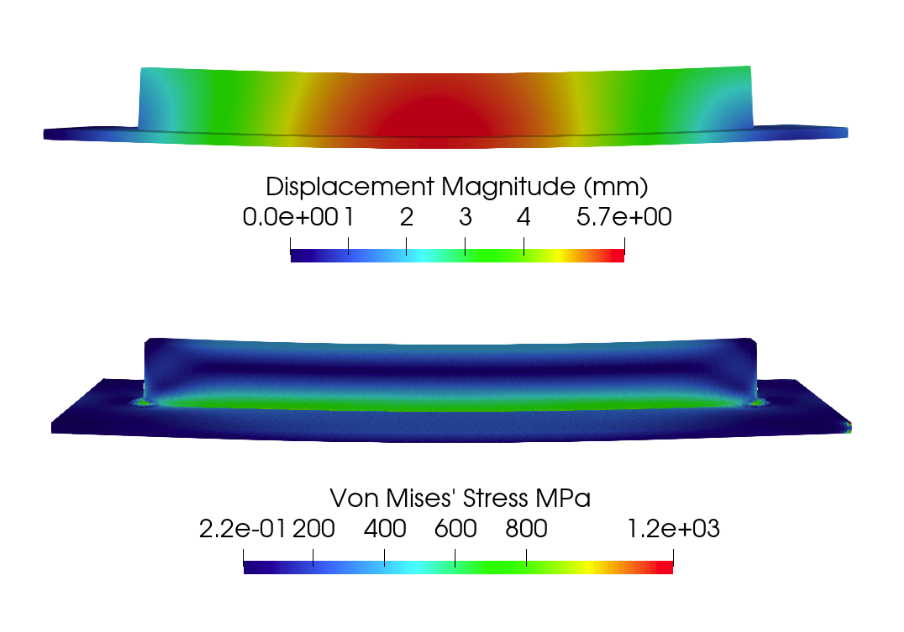 Displacement Magnitude (mm)
0.0e+00 1 2 3 4 5.7e+00
Von Mises' Stress MPa
2.2e-01 200 400 600 800 1.2e+03